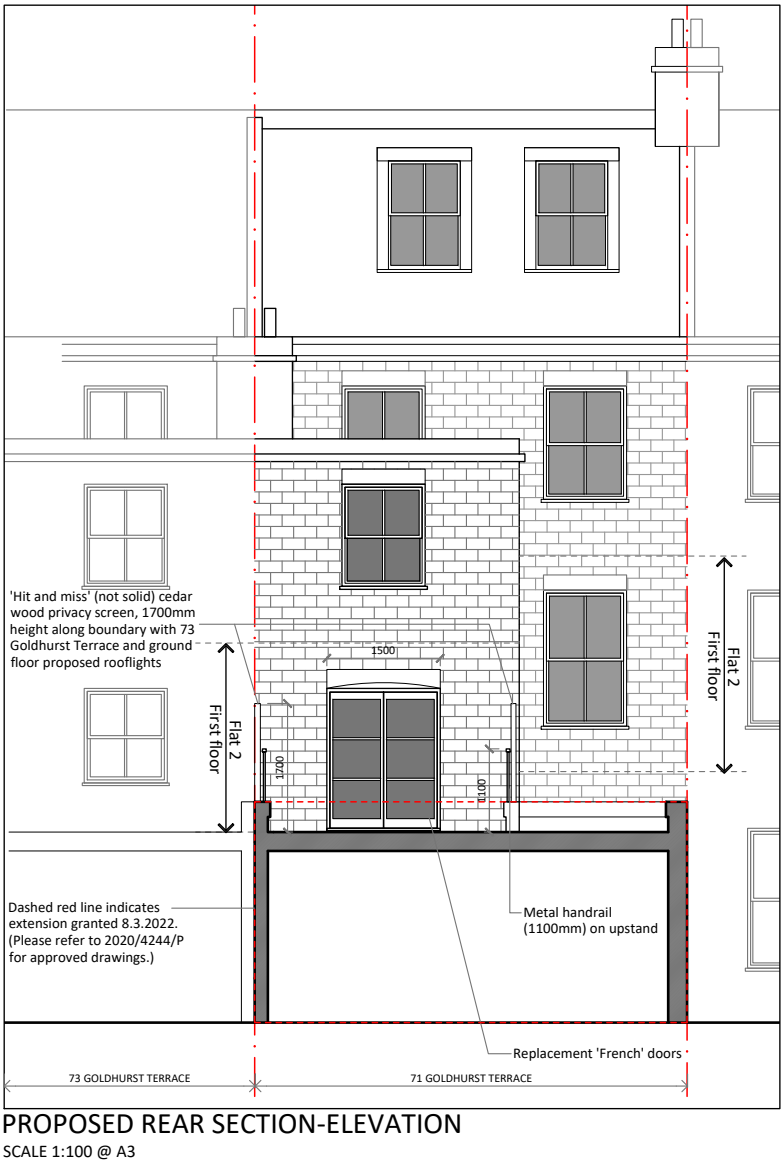 'Hit and miss' (not solid) cedar
wood privacy screen, 1700mm
height along boundary with 73
Goldhurst Terrace and ground
floor proposed rooflights
1500
Flat 2
First floor
Flat 2
First floor
1700
1100
Dashed red line indicates
extension granted 8.3.2022.
(Please refer to 2020/4244/P
for approved drawings.)
Metal handrail
(1100mm) on upstand
Replacement 'French' doors
73 GOLDHURST TERRACE
71 GOLDHURST TERRACE
PROPOSED REAR SECTION-ELEVATION
SCALE 1:100 @ A3